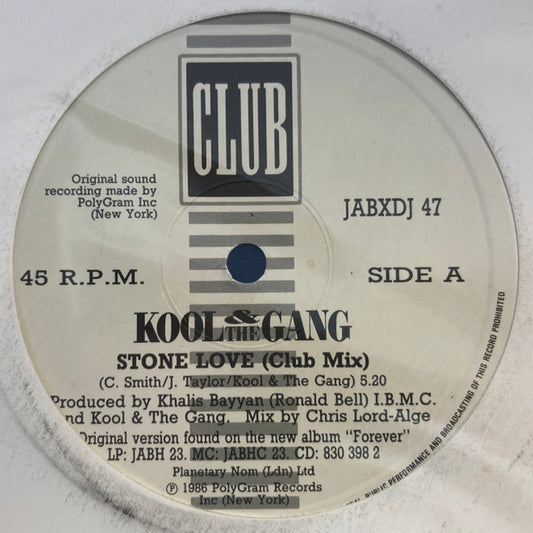 CLUB
Original sound
recording made by
PolyGram Inc
(New York)
JABXDJ 47
45 R.P.M.
SIDE A
KOOL & THE GANG
STONE LOVE (Club Mix)
(C. Smith/J. Taylor/Kool & The Gang) 5.20
Produced by Khalis Bayyan (Ronald Bell) I.B.M.C.
and Kool & The Gang. Mix by Chris Lord-Alge
Original version found on the new album "Forever"
LP: JABH 23. MC: JABHC 23. CD: 830 398 2
Planetary Nom (Ldn) Ltd
℗ 1986 PolyGram Records
Inc (New York)
PUBLIC PERFORMANCE AND BROADCASTING OF THIS RECORD PROHIBITED